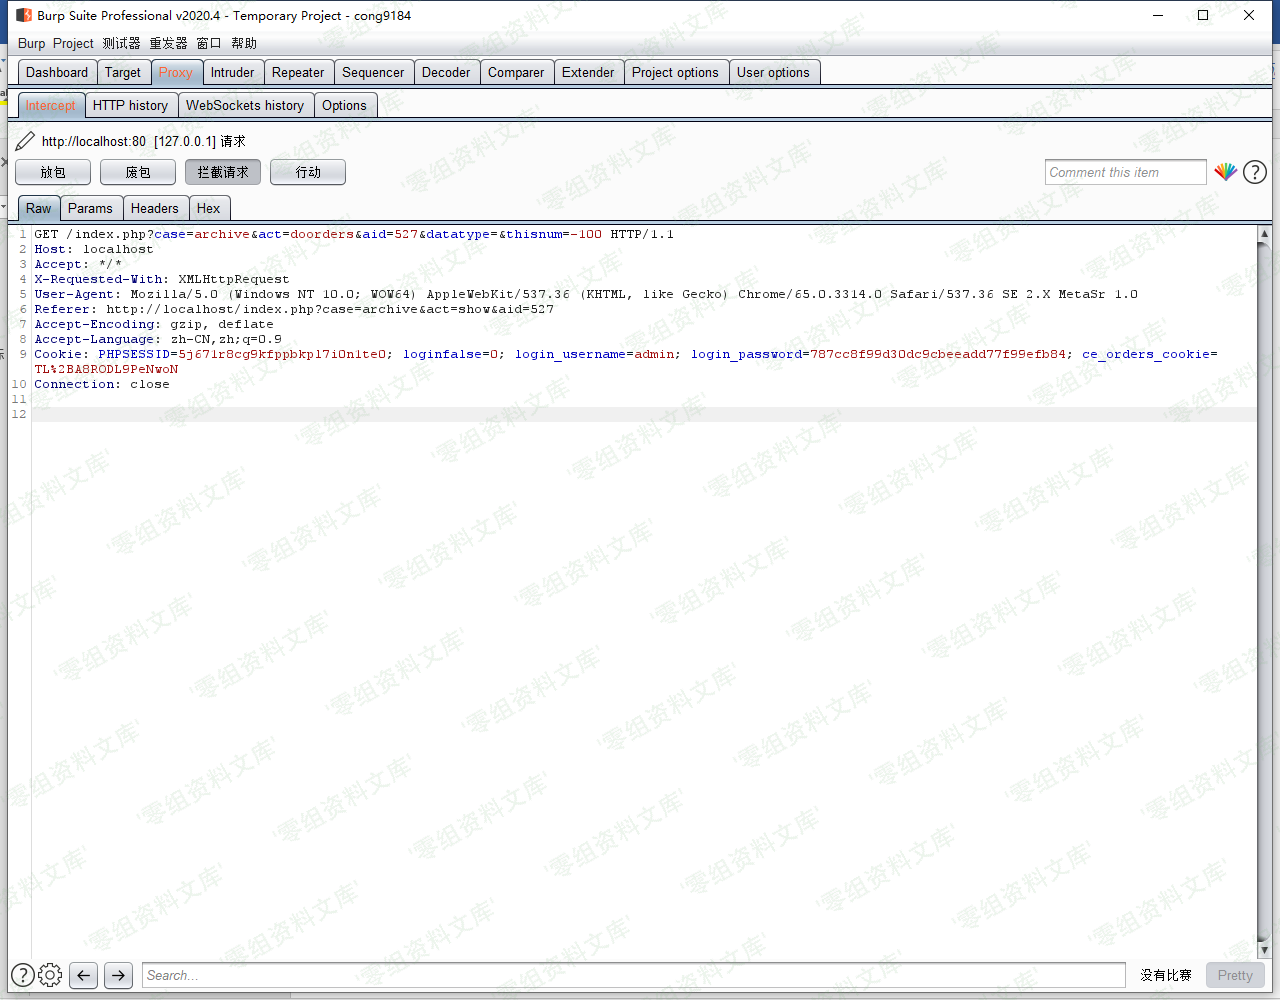 Burp Suite Professional v2020.4 - Temporary Project - cong9184
Burp Project 测试器 重发器 窗口 帮助
Dashboard Target Proxy Intruder Repeater Sequencer Decoder Comparer Extender Project options User options
Intercept HTTP history WebSockets history Options
http://localhost:80 [127.0.0.1] 请求
放包 废包 拦截请求 行动 Comment this item
Raw Params Headers Hex
1 GET /index.php?case=archive&act=doorders&aid=527&datatype=&thisnum=-100 HTTP/1.1
2 Host: localhost
3 Accept: */*
4 X-Requested-With: XMLHttpRequest
5 User-Agent: Mozilla/5.0 (Windows NT 10.0; WOW64) AppleWebKit/537.36 (KHTML, like Gecko) Chrome/65.0.3314.0 Safari/537.36 SE 2.X MetaSr 1.0
6 Referer: http://localhost/index.php?case=archive&act=show&aid=527
7 Accept-Encoding: gzip, deflate
8 Accept-Language: zh-CN,zh;q=0.9
9 Cookie: PHPSESSID=5j671r8cg9kfppbkpl7i0n1te0; loginfalse=0; login_username=admin; login_password=787cc8f99d30dc9cbeeadd77f99efb84; ce_orders_cookie=
TL%2BA8RODL9PeNwoN
10 Connection: close
11
12
Search... 没有比赛 Pretty
零组资料文库